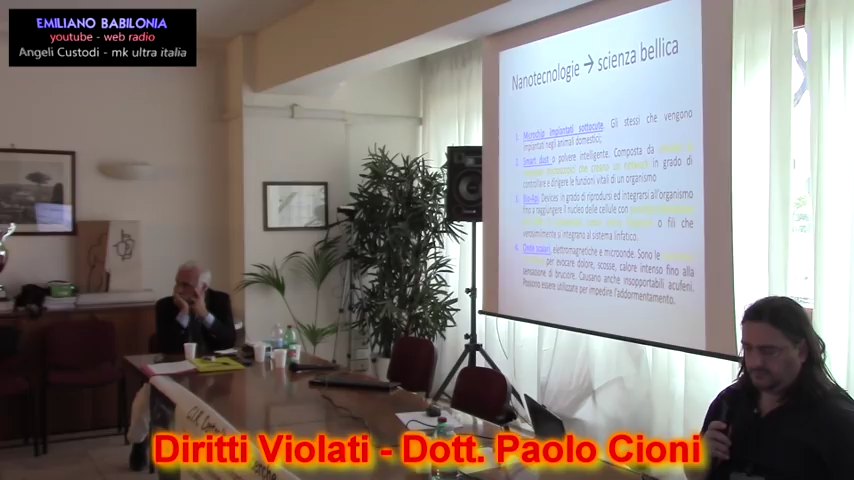 EMILIANO BABILONIA
youtube - web radio
Angeli Custodi - mk ultra italia
Nanotecnologie → scienza bellica
1. Microchip impiantati sottocute. Gli stessi che vengono
impiantati negli animali domestici;
2. Smart dust o polvere intelligente. Composta da
in grado di
controllare e dirigere le funzioni vitali di un organismo
3. Devices in grado di riprodursi ed integrarsi all'organismo
fino a raggiungere il nucleo delle cellule con
o fili che
si integrano al sistema linfatico.
4. Onde scalari, elettromagnetiche e microonde. Sono le
per evocare dolore, scosse, calore intenso fino alla
sensazione di bruciore. Causano anche insopportabili acufeni.
Possono essere utilizzate per impedire l'addormentamento.
Diritti Violati - Dott. Paolo Cioni